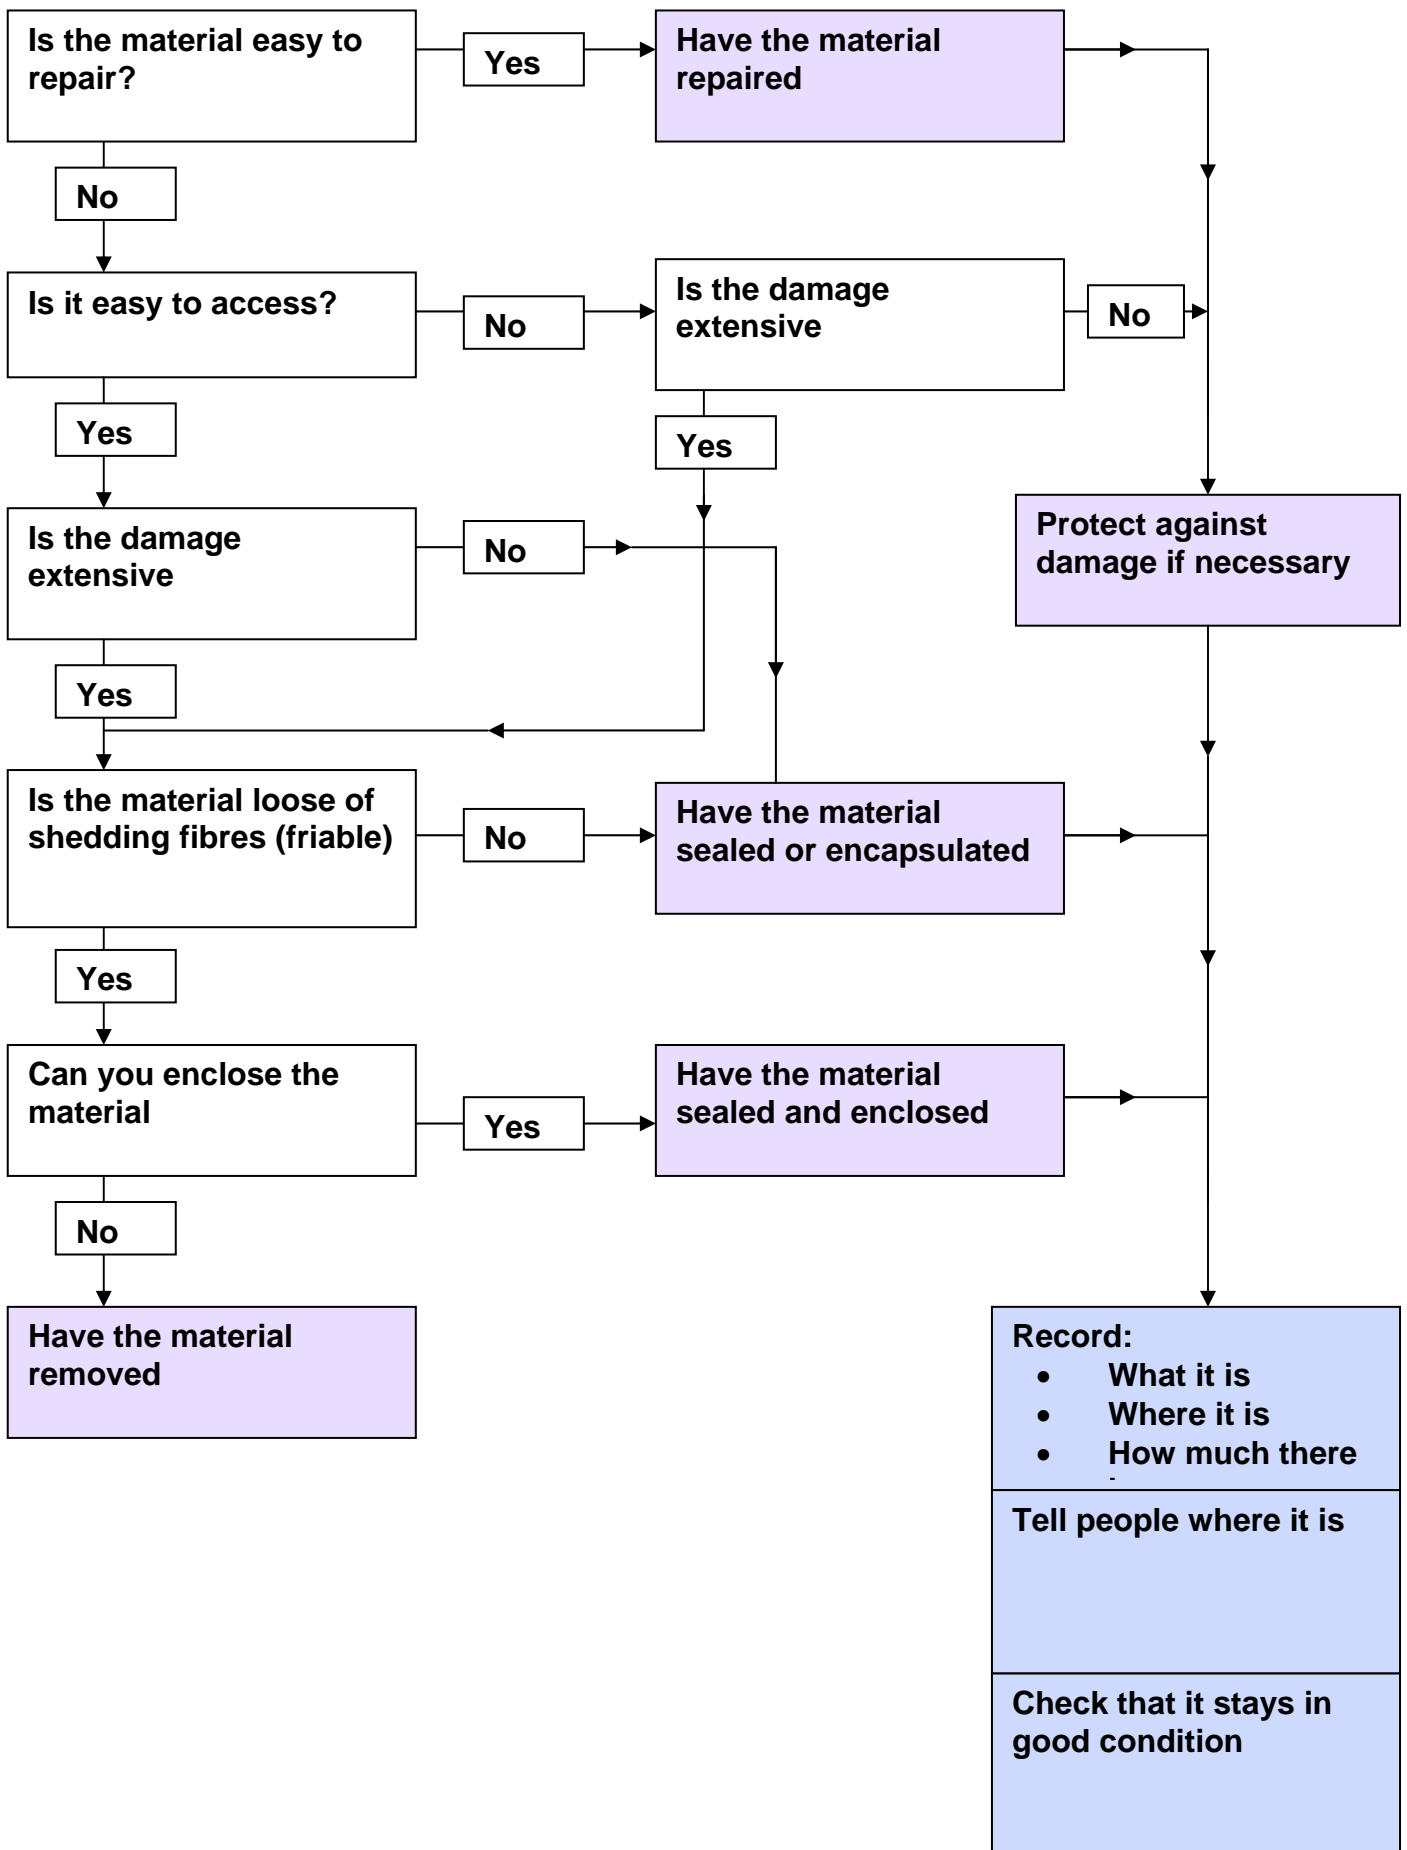 Is the material easy to
repair?
Yes
Have the material
repaired
No
Is it easy to access?
No
Is the damage
extensive
No
Yes
Yes
Is the damage
extensive
No
Protect against
damage if necessary
Yes
Is the material loose of
shedding fibres (friable)
No
Have the material
sealed or encapsulated
Yes
Can you enclose the
material
Yes
Have the material
sealed and enclosed
No
Have the material
removed
Record:
• What it is
• Where it is
• How much there
Tell people where it is
Check that it stays in
good condition